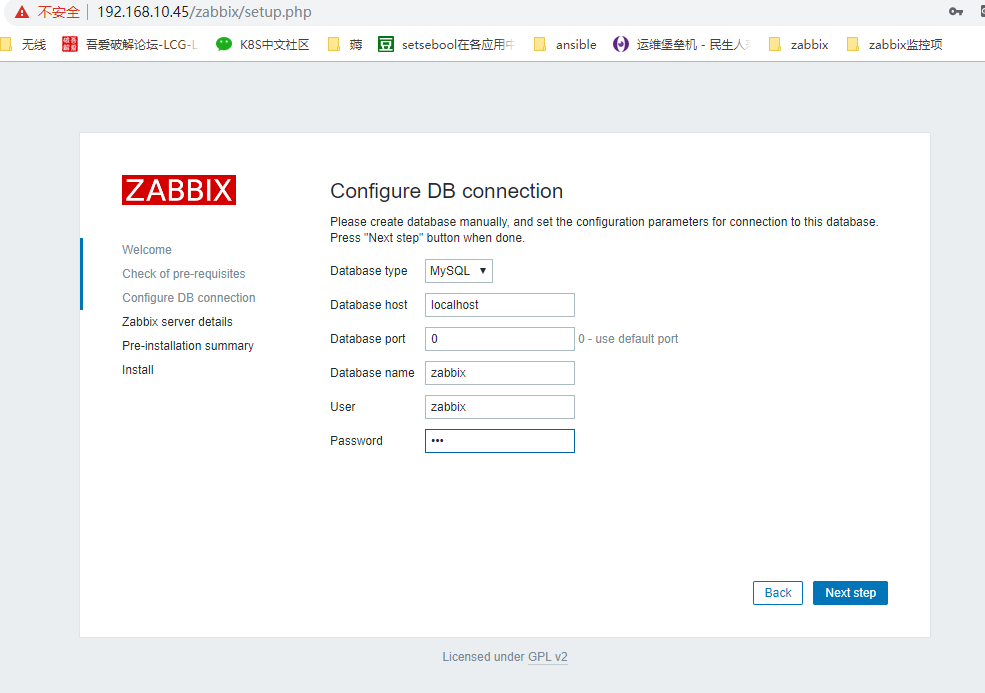 不安全 192.168.10.45/zabbix/setup.php
无线 吾爱破解论坛-LCG-L K8S中文社区 薅 setsebool在各应用中 ansible 运维堡垒机 - 民生人寿 zabbix zabbix监控项
ZABBIX
Welcome
Check of pre-requisites
Configure DB connection
Zabbix server details
Pre-installation summary
Install
Configure DB connection
Please create database manually, and set the configuration parameters for connection to this database.
Press "Next step" button when done.
Database type MySQL ▼
Database host localhost
Database port 0 0 - use default port
Database name zabbix
User zabbix
Password •••
Back Next step
Licensed under GPL v2